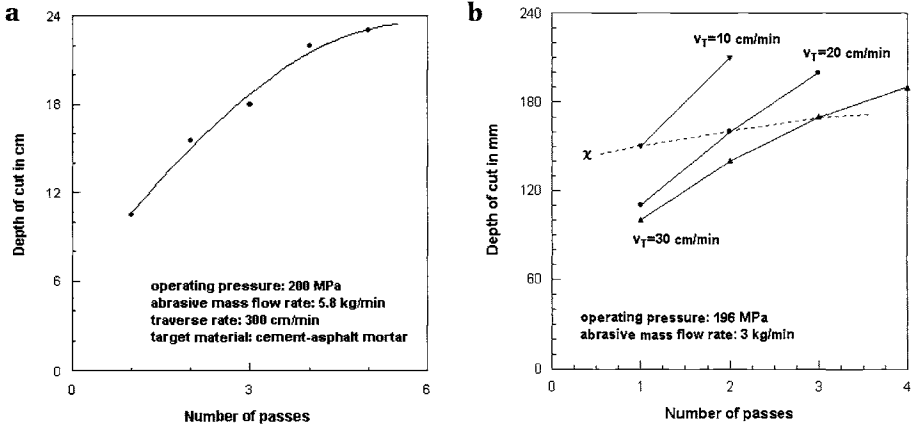 a
24
18
12
6
0
Depth of cut in cm
operating pressure: 200 MPa
abrasive mass flow rate: 5.8 kg/min
traverse rate: 300 cm/min
target material: cement-asphalt mortar
0
3
6
Number of passes
b
240
180
120
60
0
Depth of cut in mm
v_T=10 cm/min
v_T=20 cm/min
χ
v_T=30 cm/min
operating pressure: 196 MPa
abrasive mass flow rate: 3 kg/min
0
1
2
3
4
Number of passes